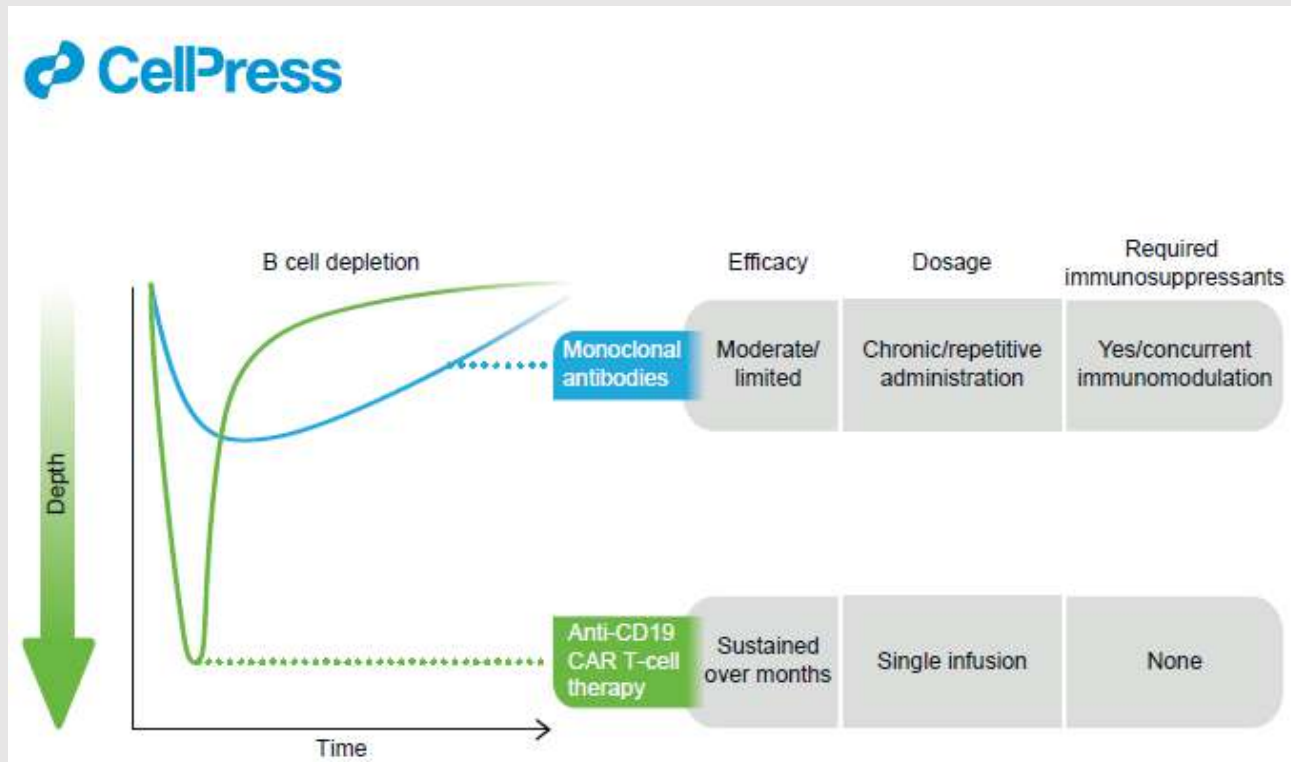 CellPress
B cell depletion
Efficacy
Dosage
Required
immunosuppressants
Monoclonal
antibodies
Moderate/
limited
Chronic/repetitive
administration
Yes/concurrent
immunomodulation
Depth
Anti-CD19
CAR T-cell
therapy
Sustained
over months
Single infusion
None
Time